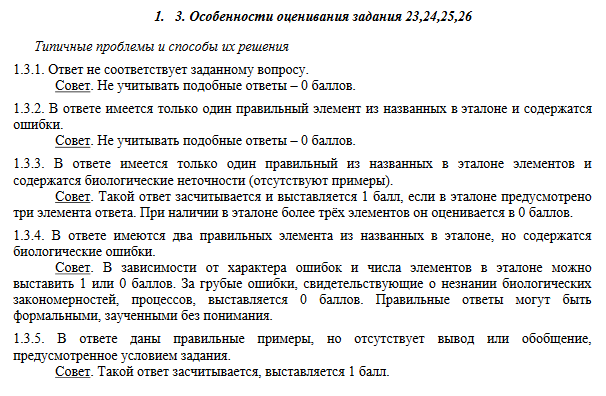 1. 3. Особенности оценивания задания 23,24,25,26
Типичные проблемы и способы их решения
1.3.1. Ответ не соответствует заданному вопросу.
Совет. Не учитывать подобные ответы – 0 баллов.
1.3.2. В ответе имеется только один правильный элемент из названных в эталоне и содержатся
ошибки.
Совет. Не учитывать подобные ответы – 0 баллов.
1.3.3. В ответе имеется только один правильный из названных в эталоне элементов и
содержатся биологические неточности (отсутствуют примеры).
Совет. Такой ответ засчитывается и выставляется 1 балл, если в эталоне предусмотрено
три элемента ответа. При наличии в эталоне более трёх элементов он оценивается в 0 баллов.
1.3.4. В ответе имеются два правильных элемента из названных в эталоне, но содержат
биологические ошибки.
Совет. В зависимости от характера ошибок и числа элементов в эталоне можно
выставить 1 или 0 баллов. За грубые ошибки, свидетельствующие о незнании биологических
закономерностей, процессов, выставляется 0 баллов. Правильные ответы могут быть
формальными, заученными без понимания.
1.3.5. В ответе даны правильные примеры, но отсутствует вывод или обобщение,
предусмотренное условием задания.
Совет. Такой ответ засчитывается, выставляется 1 балл.